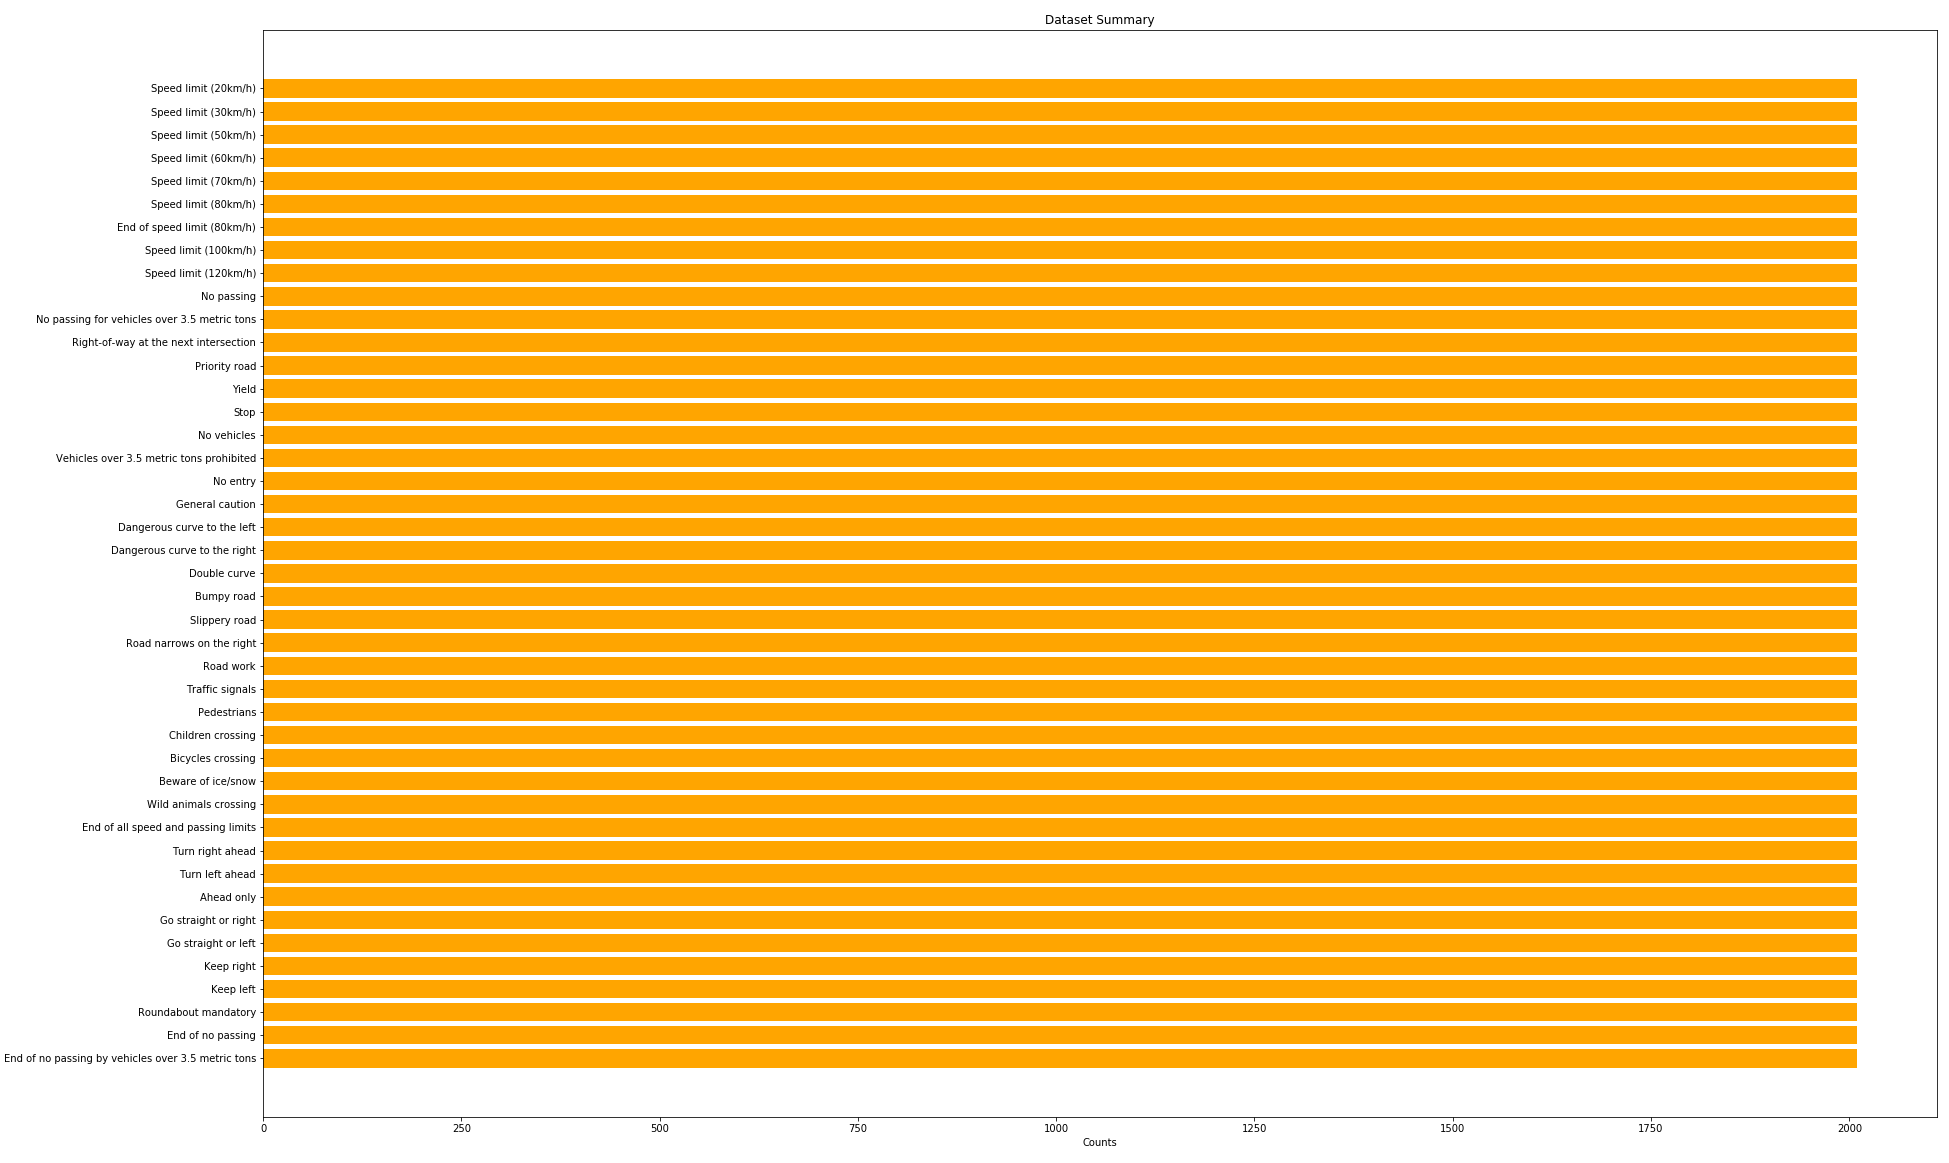 Dataset Summary
Speed limit (20km/h)
Speed limit (30km/h)
Speed limit (50km/h)
Speed limit (60km/h)
Speed limit (70km/h)
Speed limit (80km/h)
End of speed limit (80km/h)
Speed limit (100km/h)
Speed limit (120km/h)
No passing
No passing for vehicles over 3.5 metric tons
Right-of-way at the next intersection
Priority road
Yield
Stop
No vehicles
Vehicles over 3.5 metric tons prohibited
No entry
General caution
Dangerous curve to the left
Dangerous curve to the right
Double curve
Bumpy road
Slippery road
Road narrows on the right
Road work
Traffic signals
Pedestrians
Children crossing
Bicycles crossing
Beware of ice/snow
Wild animals crossing
End of all speed and passing limits
Turn right ahead
Turn left ahead
Ahead only
Go straight or right
Go straight or left
Keep right
Keep left
Roundabout mandatory
End of no passing
End of no passing by vehicles over 3.5 metric tons
0 250 500 750 1000 1250 1500 1750 2000
Counts